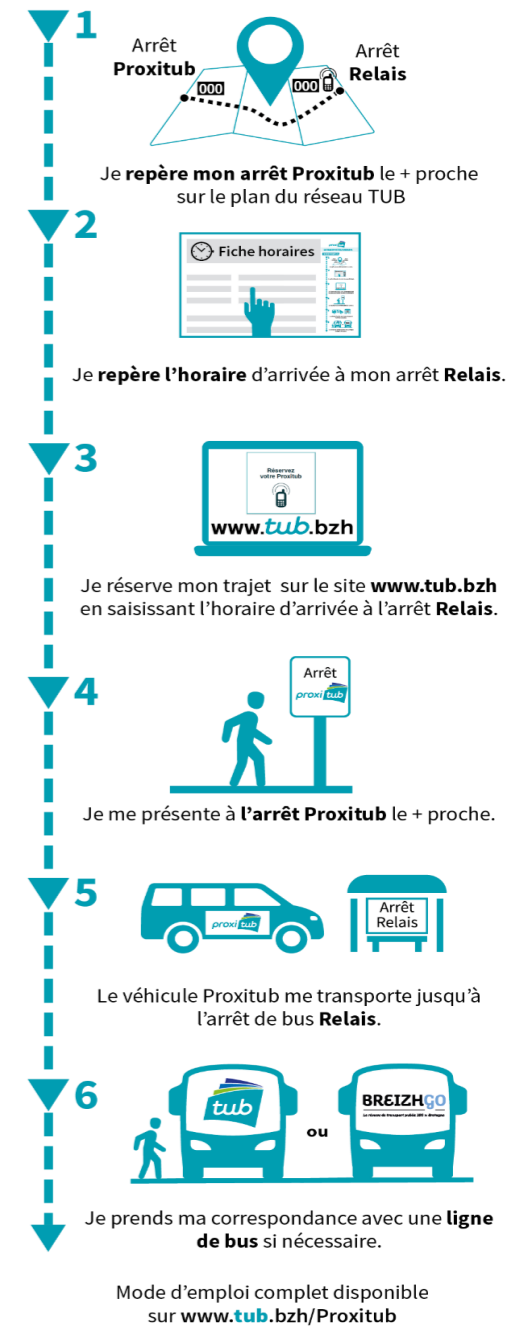 1
Arrêt
Proxitub
Arrêt
Relais
000
000
Je repère mon arrêt Proxitub le + proche
sur le plan du réseau TUB
2
Fiche horaires
Je repère l’horaire d’arrivée à mon arrêt Relais.
3
Réservez
votre Proxitub
www.tub.bzh
Je réserve mon trajet sur le site www.tub.bzh
en saisissant l’horaire d’arrivée à l’arrêt Relais.
4
Arrêt
proxitub
Je me présente à l’arrêt Proxitub le + proche.
5
proxitub
Arrêt
Relais
Le véhicule Proxitub me transporte jusqu’à
l’arrêt de bus Relais.
6
tub
ou
BREIZHGO
Je prends ma correspondance avec une ligne
de bus si nécessaire.
Mode d’emploi complet disponible
sur www.tub.bzh/Proxitub